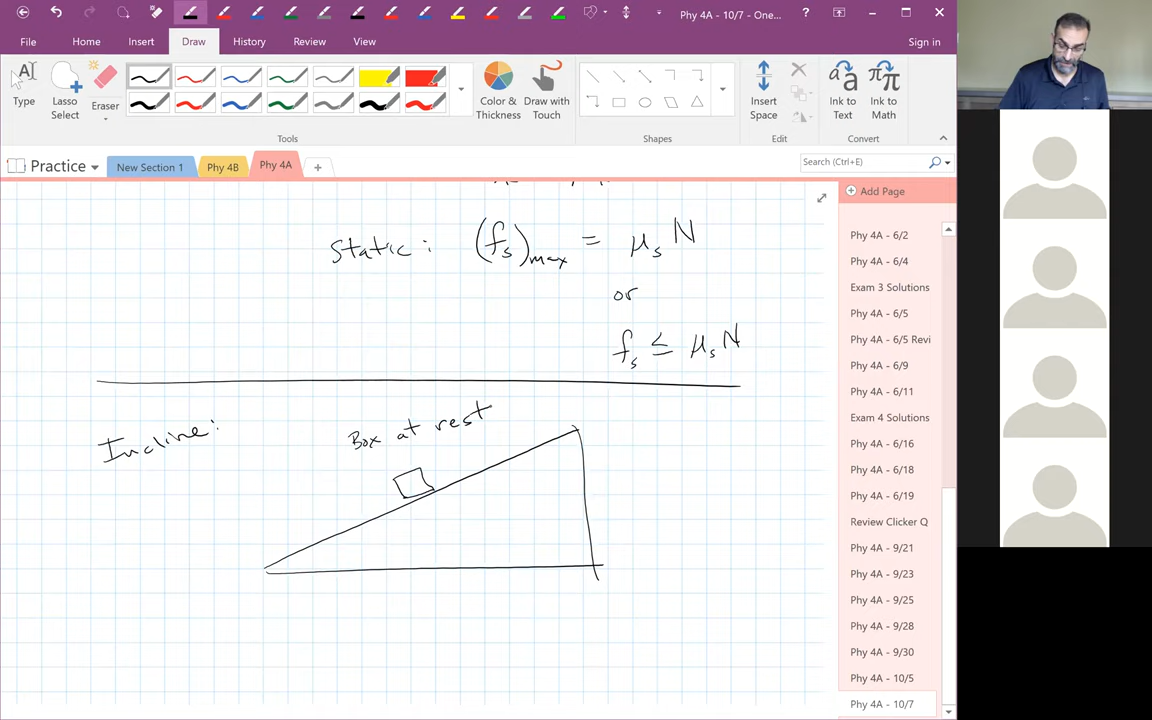 Phy 4A - 10/7 - One...
?
File
Home
Insert
Draw
History
Review
View
Sign in
Type
Lasso
Select
Eraser
Color &
Thickness
Draw with
Touch
Insert
Space
Ink to
Text
Ink to
Math
Tools
Shapes
Edit
Convert
Practice
New Section 1
Phy 4B
Phy 4A
Search (Ctrl+E)
Add Page
Phy 4A - 6/2
Phy 4A - 6/4
Exam 3 Solutions
Phy 4A - 6/5
Phy 4A - 6/5 Revi
Phy 4A - 6/9
Phy 4A - 6/11
Exam 4 Solutions
Phy 4A - 6/16
Phy 4A - 6/18
Phy 4A - 6/19
Review Clicker Q
Phy 4A - 9/21
Phy 4A - 9/23
Phy 4A - 9/25
Phy 4A - 9/28
Phy 4A - 9/30
Phy 4A - 10/5
Phy 4A - 10/7
Static: (f_s)_max = μ_s N
or
f_s ≤ μ_s N
Incline:
Box at rest